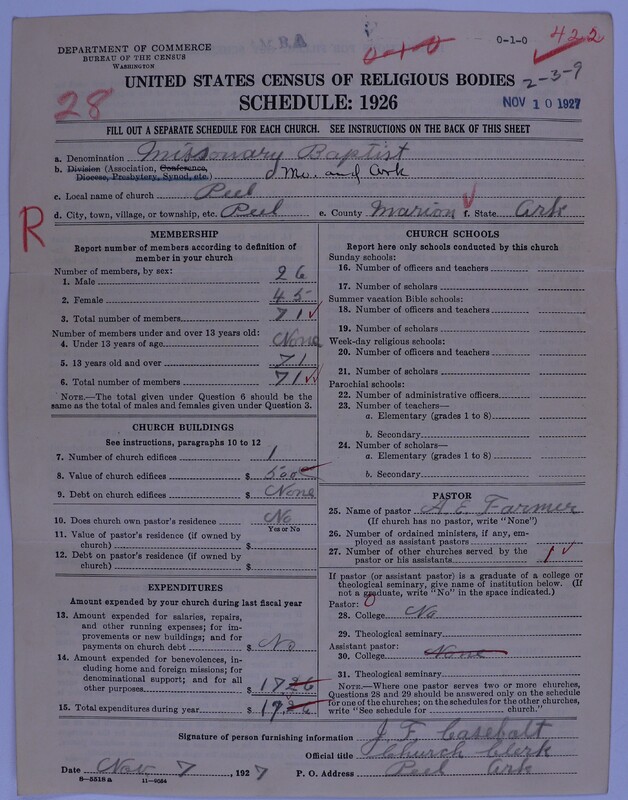 DEPARTMENT OF COMMERCE
BUREAU OF THE CENSUS
WASHINGTON
0-1-0
0-1-0
422
UNITED STATES CENSUS OF RELIGIOUS BODIES
2-3-9
28
SCHEDULE: 1926
NOV 10 1927
FILL OUT A SEPARATE SCHEDULE FOR EACH CHURCH. SEE INSTRUCTIONS ON THE BACK OF THIS SHEET
a. Denomination Missonary Baptist
b. Division (Association, Conference, Diocese, Presbytery, Synod, etc.) Mo. and Ark
c. Local name of church Peel
d. City, town, village, or township, etc. Peel e. County Marion f. State Ark
R
MEMBERSHIP
Report number of members according to definition of member in your church
Number of members, by sex:
1. Male 26
2. Female 45
3. Total number of members 71
Number of members under and over 13 years old:
4. Under 13 years of age None
5. 13 years old and over 71
6. Total number of members 71
NOTE.—The total given under Question 6 should be the same as the total of males and females given under Question 3.
CHURCH BUILDINGS
See instructions, paragraphs 10 to 12
7. Number of church edifices 1
8. Value of church edifices $ 500
9. Debt on church edifices $ None
10. Does church own pastor's residence No
Yes or No
11. Value of pastor's residence (if owned by church) $
12. Debt on pastor's residence (if owned by church) $
EXPENDITURES
Amount expended by your church during last fiscal year
13. Amount expended for salaries, repairs, and other running expenses; for improvements or new buildings; and for payments on church debt $ No
14. Amount expended for benevolences, including home and foreign missions; for denominational support; and for all other purposes $
15. Total expenditures during year $
CHURCH SCHOOLS
Report here only schools conducted by this church
Sunday schools:
16. Number of officers and teachers
17. Number of scholars
Summer vacation Bible schools:
18. Number of officers and teachers
19. Number of scholars
Week-day religious schools:
20. Number of officers and teachers
21. Number of scholars
Parochial schools:
22. Number of administrative officers
23. Number of teachers—
a. Elementary (grades 1 to 8)
b. Secondary
24. Number of scholars—
a. Elementary (grades 1 to 8)
b. Secondary
PASTOR
25. Name of pastor A. E. Farmer
(If church has no pastor, write "None")
26. Number of ordained ministers, if any, employed as assistant pastors
27. Number of other churches served by the pastor or his assistants 1
If pastor (or assistant pastor) is a graduate of a college or theological seminary, give name of institution below. (If not a graduate, write "No" in the space indicated.)
Pastor: 0
28. College No
29. Theological seminary
Assistant pastor:
30. College None
31. Theological seminary
NOTE.—Where one pastor serves two or more churches, Questions 28 and 29 should be answered only on the schedule for one of the churches; on the schedules for the other churches, write "See schedule for church."
Signature of person furnishing information J. F. Casebolt
Official title Church Clerk
Date Nov 7, 1927 P. O. Address Peel Ark
8-5518a 11-9054